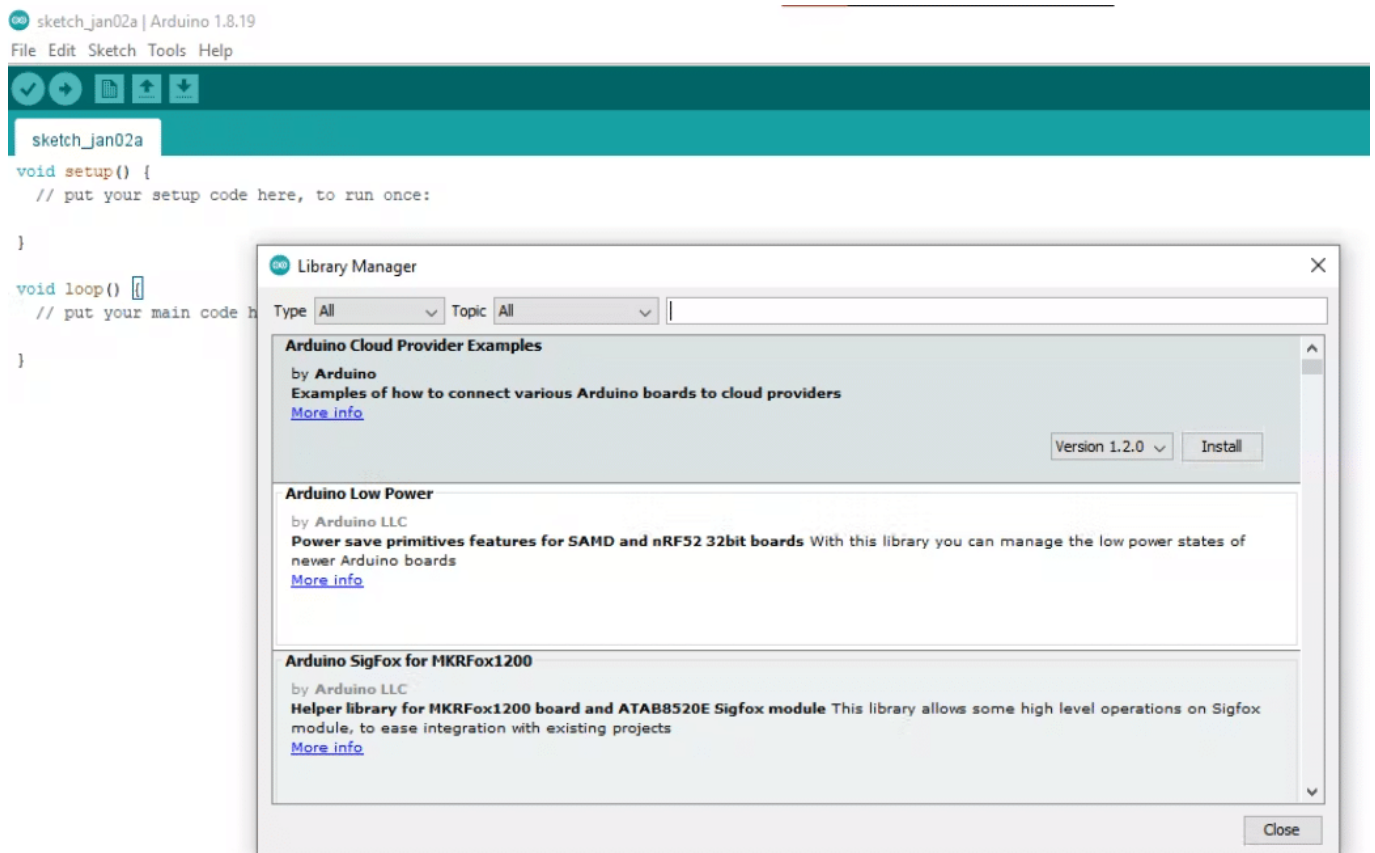 sketch_jan02a | Arduino 1.8.19
File Edit Sketch Tools Help
sketch_jan02a
void setup() {
// put your setup code here, to run once:
}
void loop() {
// put your main code h
}
Library Manager
Type All Topic All
Arduino Cloud Provider Examples
by Arduino
Examples of how to connect various Arduino boards to cloud providers
More info
Version 1.2.0 Install
Arduino Low Power
by Arduino LLC
Power save primitives features for SAMD and nRF52 32bit boards With this library you can manage the low power states of
newer Arduino boards
More info
Arduino SigFox for MKRFox1200
by Arduino LLC
Helper library for MKRFox1200 board and ATAB8520E Sigfox module This library allows some high level operations on Sigfox
module, to ease integration with existing projects
More info
Close